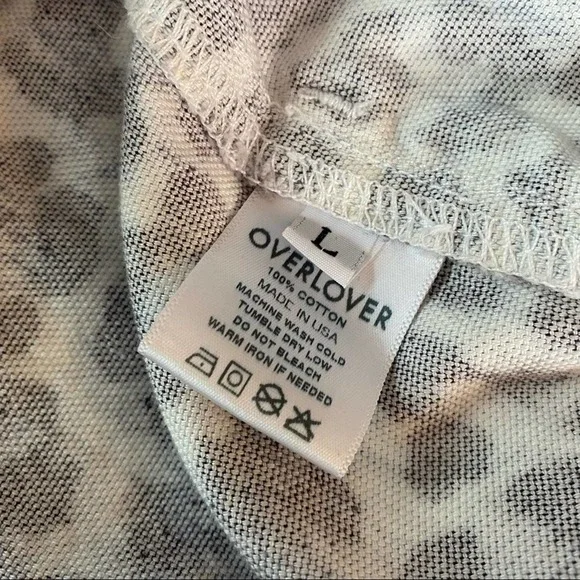 L
OVERLOVER
100% COTTON
MADE IN USA
MACHINE WASH COLD
TUMBLE DRY LOW
DO NOT BLEACH
WARM IRON IF NEEDED